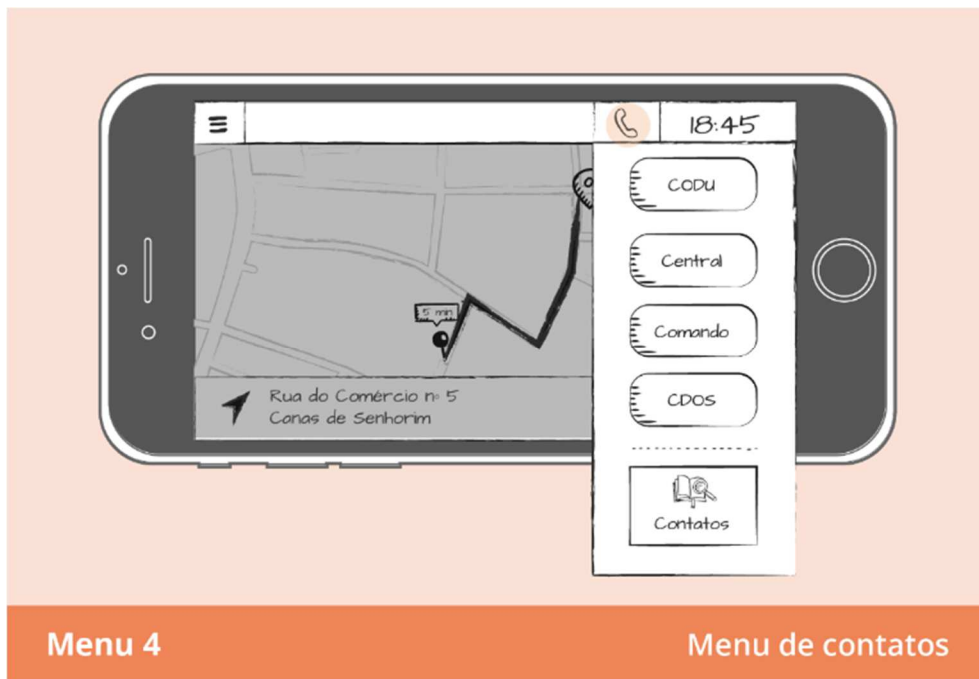 18:45
CODU
Central
Comando
CDOS
Contatos
5 min
Rua do Comércio nº 5
Canas de Senhorim
Menu 4
Menu de contatos